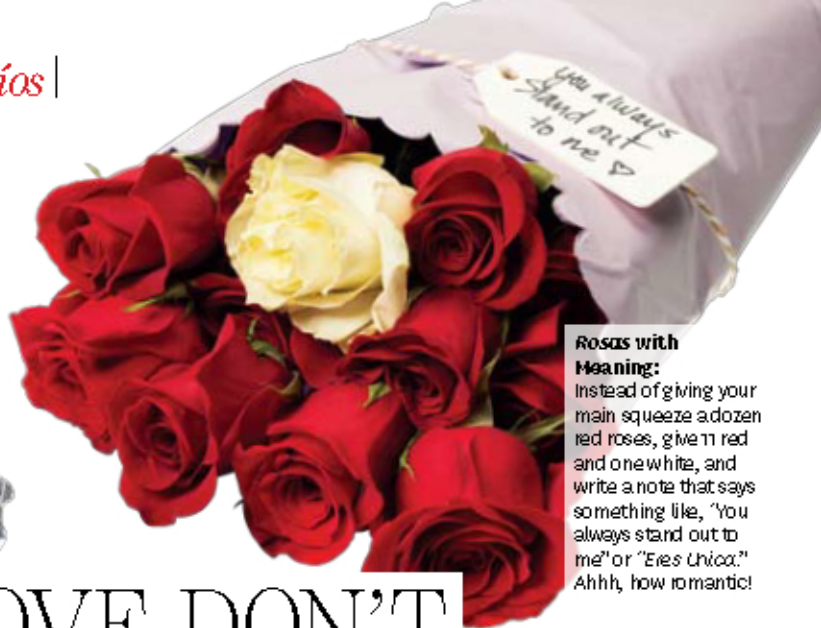 íos
you always
Stand out
to me ♡
Rosas with
Meaning:
Instead of giving your
main squeeze a dozen
red roses, give 11 red
and one white, and
write a note that says
something like, "You
always stand out to
me" or "Eres Unica."
Ahhh, how romantic!
OVE DON'T